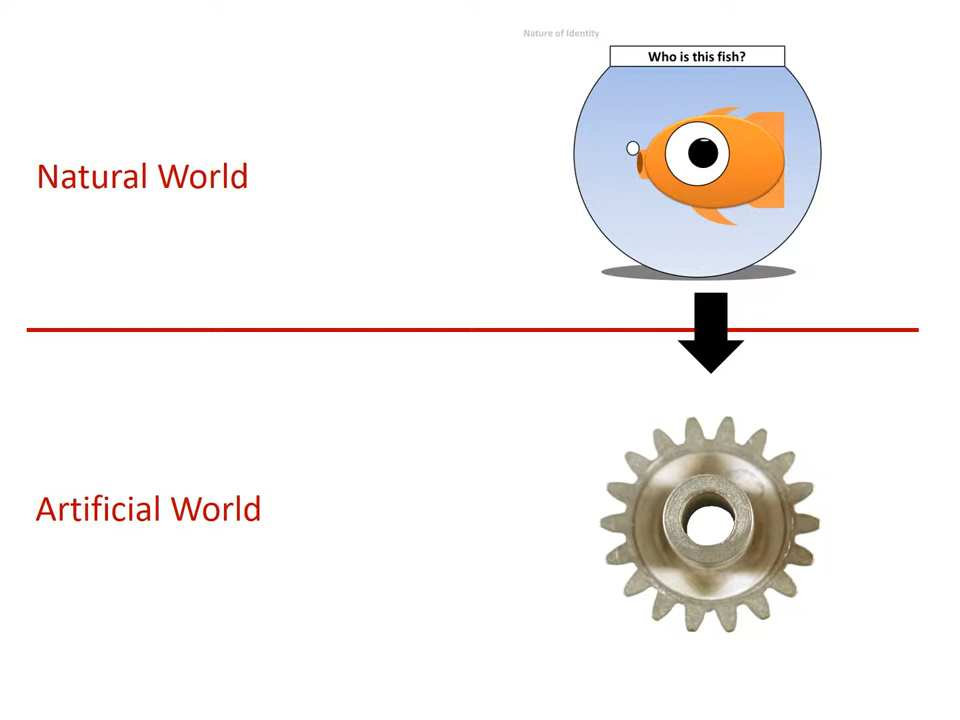 Nature of Identity
Who is this fish?
Natural World
Artificial World